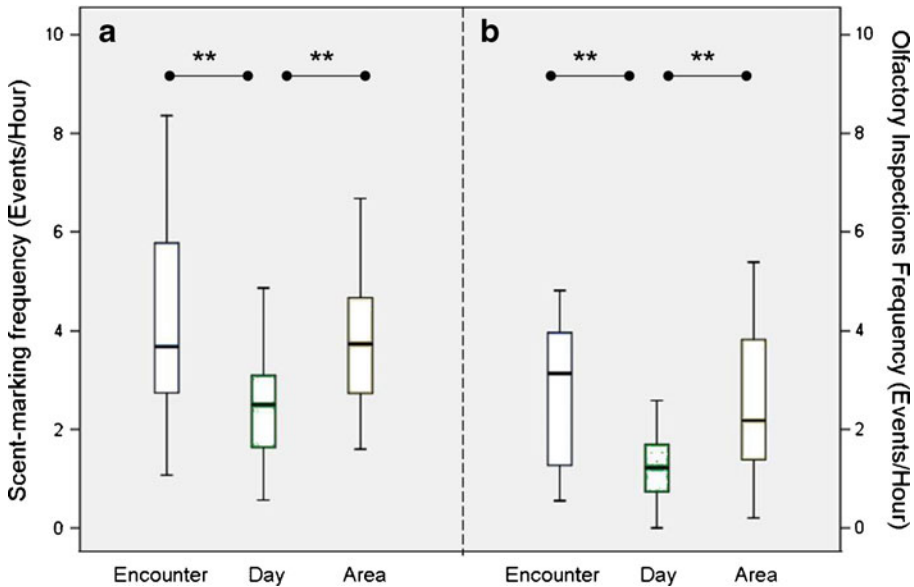 a
b
** **
** **
10
8
6
4
2
0
10
8
6
4
2
0
Scent-marking frequency (Events/Hour)
Olfactory Inspections Frequency (Events/Hour)
Encounter Day Area
Encounter Day Area